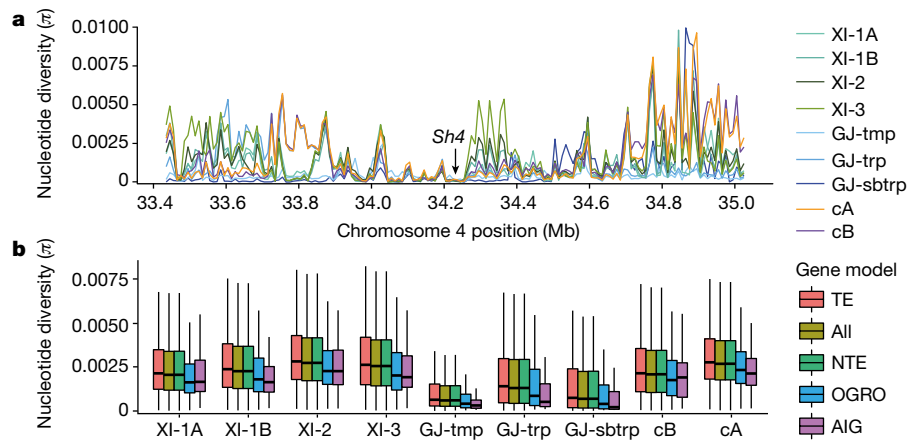 a
Nucleotide diversity (π)
0.0100
0.0075
0.0050
0.0025
0
Sh4
33.4 33.6 33.8 34.0 34.2 34.4 34.6 34.8 35.0
Chromosome 4 position (Mb)
XI-1A
XI-1B
XI-2
XI-3
GJ-tmp
GJ-trp
GJ-sbtrp
cA
cB
b
Nucleotide diversity (π)
0.0075
0.0050
0.0025
0
XI-1A XI-1B XI-2 XI-3 GJ-tmp GJ-trp GJ-sbtrp cB cA
Gene model
TE
All
NTE
OGRO
AIG